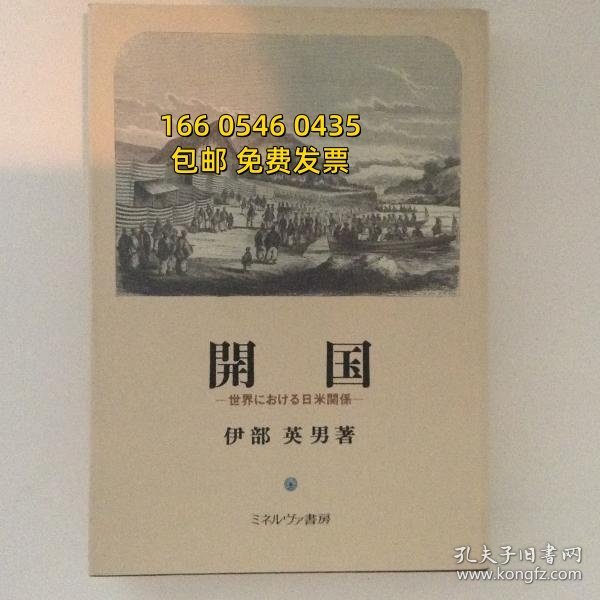 166 0546 0435
包邮 免费发票
開 国
―世界における日米関係―
伊部 英男著
ミネルヴァ書房
孔夫子旧书网
www.kongfz.com